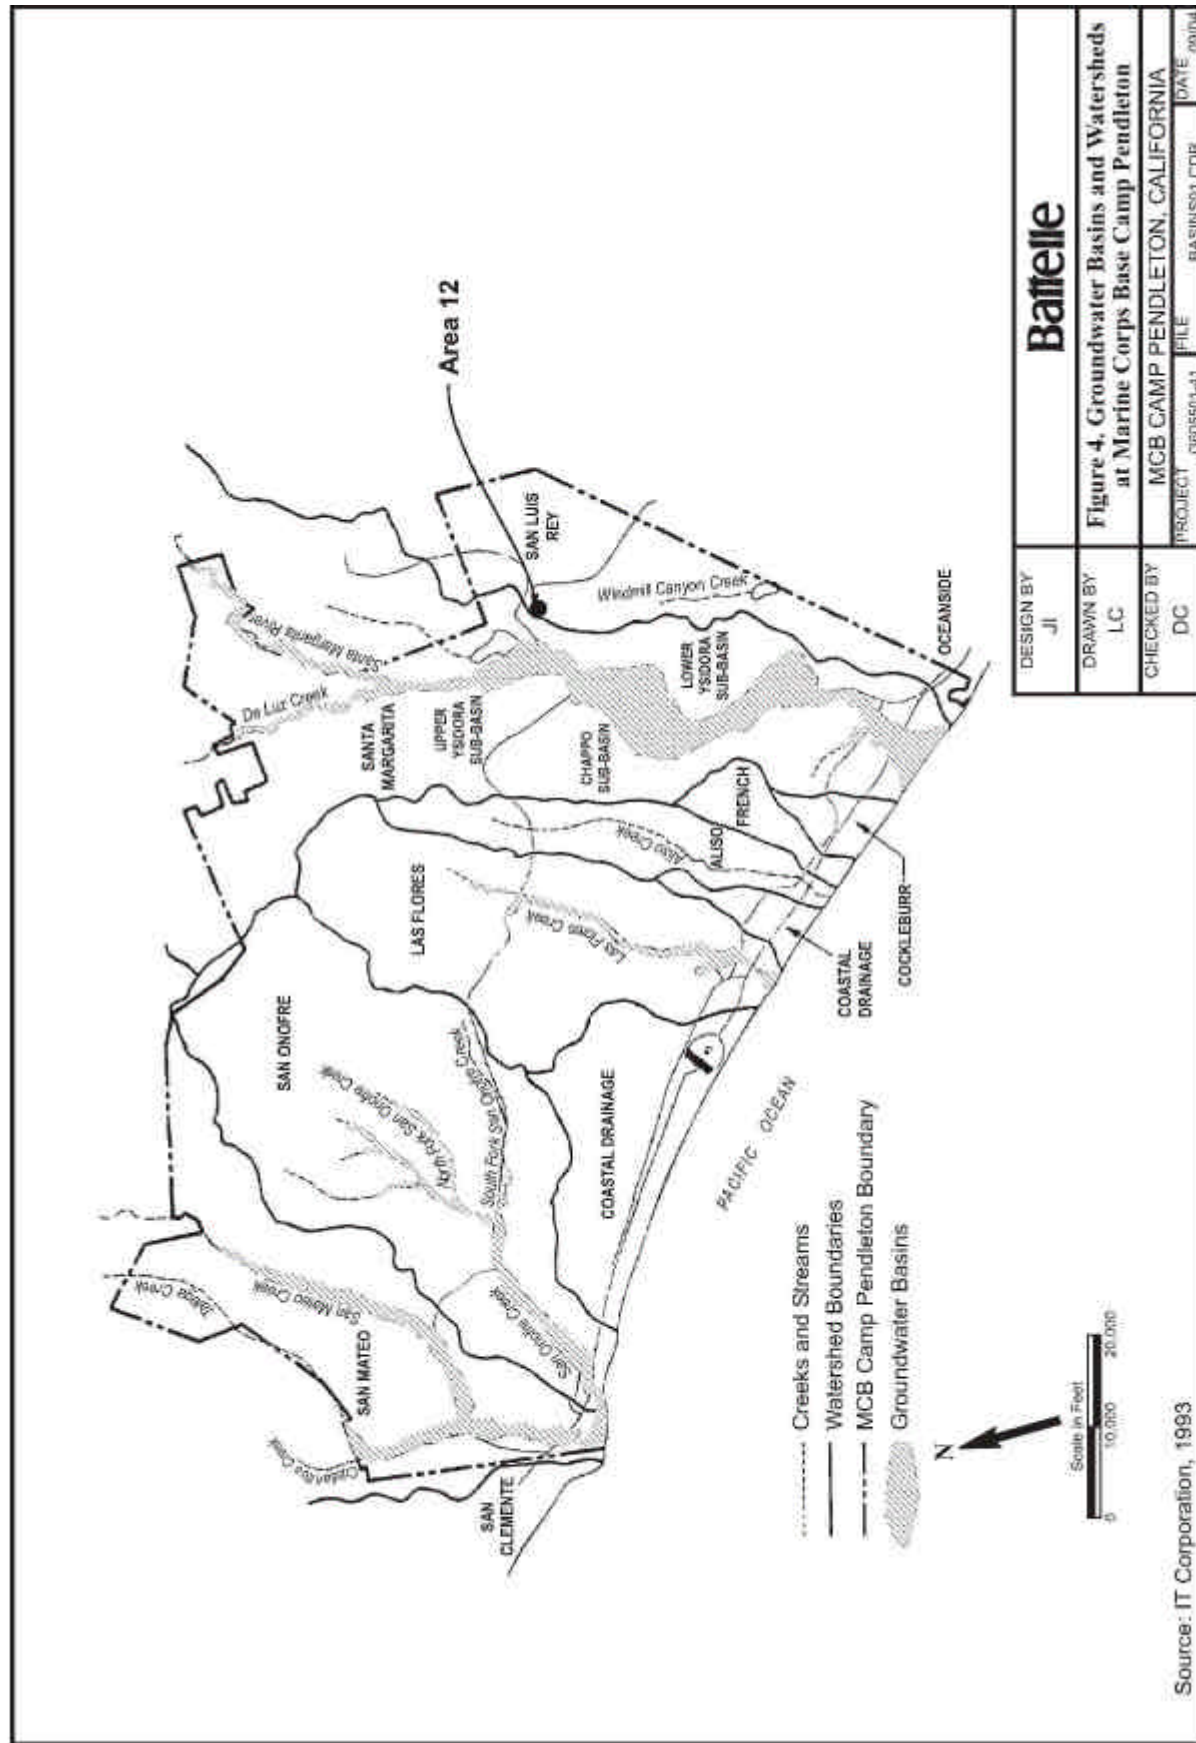 Area 12
SAN LUIS
REY
Windmill Canyon Creek
OCEANSIDE
Santa Margarita River
De Luz Creek
SANTA
MARGARITA
UPPER
YSIDORA
SUB-BASIN
CHAPPO
SUB-BASIN
LOWER
YSIDORA
SUB-BASIN
LAS FLORES
Las Flores Creek
Aliso Creek
ALISO
FRENCH
COCKLEBURR
COASTAL
DRAINAGE
SAN ONOFRE
North Fork San Onofre Creek
South Fork San Onofre Creek
San Onofre Creek
COASTAL DRAINAGE
PACIFIC OCEAN
Talega Creek
San Mateo Creek
SAN MATEO
Cristianitos Creek
SAN
CLEMENTE
Creeks and Streams
Watershed Boundaries
MCB Camp Pendleton Boundary
Groundwater Basins
N
Scale in Feet
0 10,000 20,000
Source: IT Corporation, 1993
DESIGN BY
JI
DRAWN BY
LC
CHECKED BY
DC
Battelle
Figure 4. Groundwater Basins and Watersheds
at Marine Corps Base Camp Pendleton
MCB CAMP PENDLETON, CALIFORNIA
PROJECT
FILE
DATE